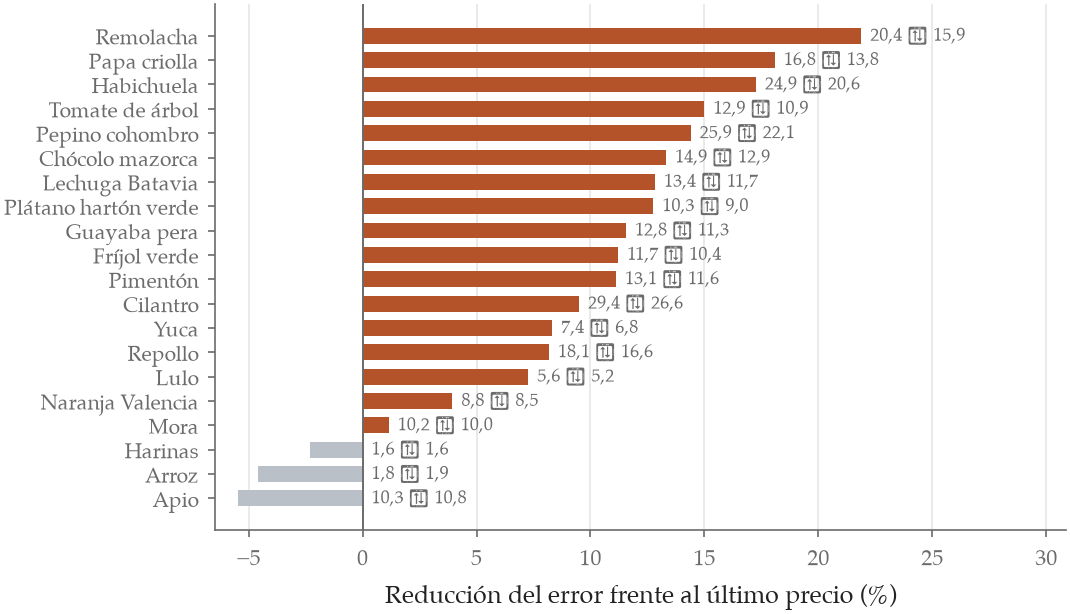 Remolacha 20,4 ⇅ 15,9
Papa criolla 16,8 ⇅ 13,8
Habichuela 24,9 ⇅ 20,6
Tomate de árbol 12,9 ⇅ 10,9
Pepino cohombro 25,9 ⇅ 22,1
Chócolo mazorca 14,9 ⇅ 12,9
Lechuga Batavia 13,4 ⇅ 11,7
Plátano hartón verde 10,3 ⇅ 9,0
Guayaba pera 12,8 ⇅ 11,3
Fríjol verde 11,7 ⇅ 10,4
Pimentón 13,1 ⇅ 11,6
Cilantro 29,4 ⇅ 26,6
Yuca 7,4 ⇅ 6,8
Repollo 18,1 ⇅ 16,6
Lulo 5,6 ⇅ 5,2
Naranja Valencia 8,8 ⇅ 8,5
Mora 10,2 ⇅ 10,0
Harinas 1,6 ⇅ 1,6
Arroz 1,8 ⇅ 1,9
Apio 10,3 ⇅ 10,8
−5 0 5 10 15 20 25 30
Reducción del error frente al último precio (%)